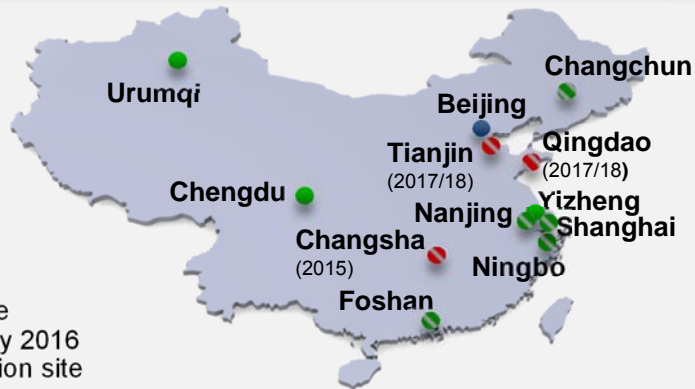 Changchun
Urumqi
Beijing
Qingdao
(2017/18)
Tianjin
(2017/18)
Chengdu
Yizheng
Nanjing
Shanghai
Changsha
(2015)
Ningbo
Foshan
y 2016
ion site